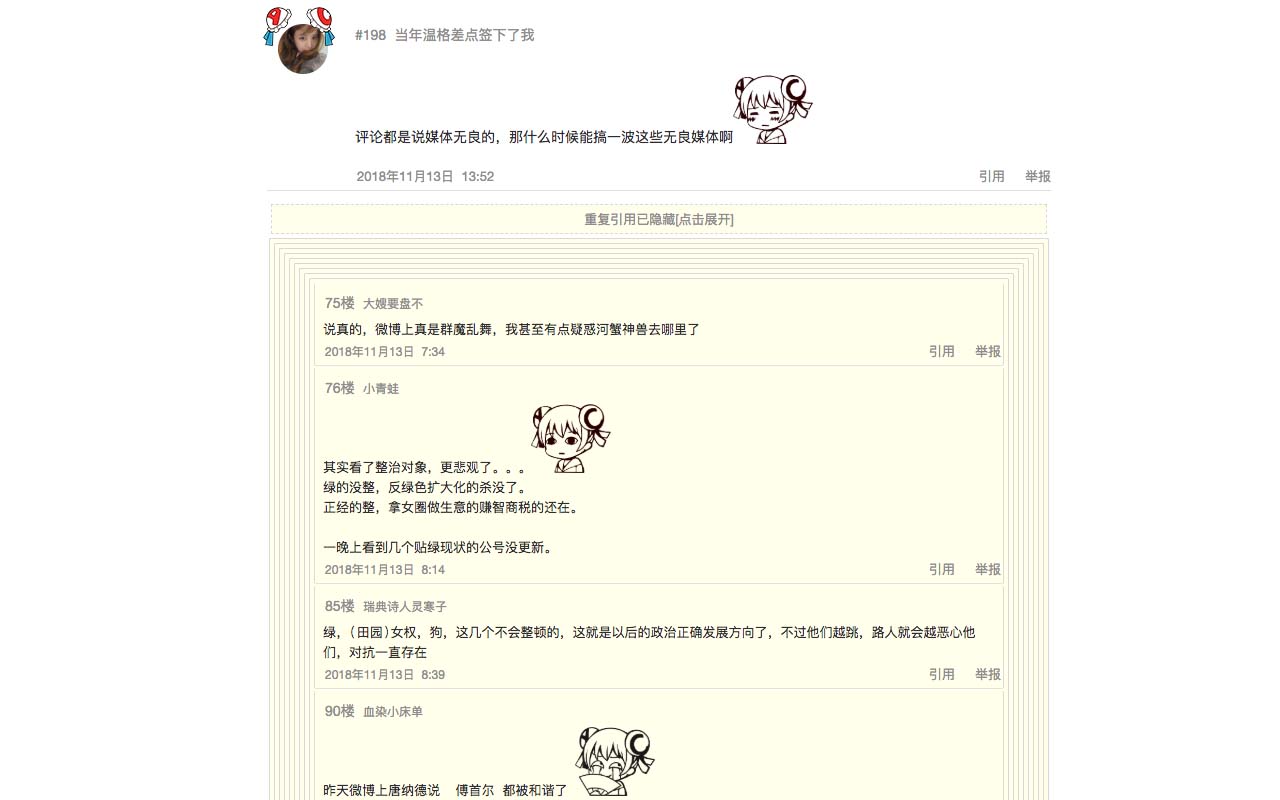 #198 当年温格差点签下了我
评论都是说媒体无良的，那什么时候能搞一波这些无良媒体啊
2018年11月13日 13:52 引用 举报
重复引用已隐藏[点击展开]
75楼 大嫂要盘不
说真的，微博上真是群魔乱舞，我甚至有点疑惑河蟹神兽去哪里了
2018年11月13日 7:34 引用 举报
76楼 小青蛙
其实看了整治对象，更悲观了。。。
绿的没整，反绿色扩大化的杀没了。
正经的整，拿女圈做生意的赚智商税的还在。
一晚上看到几个贴绿现状的公号没更新。
2018年11月13日 8:14 引用 举报
85楼 瑞典诗人灵寒子
绿，(田园)女权，狗，这几个不会整顿的，这就是以后的政治正确发展方向了，不过他们越跳，路人就会越恶心他
们，对抗一直存在
2018年11月13日 8:39 引用 举报
90楼 血染小床单
昨天微博上唐纳德说 傅首尔 都被和谐了